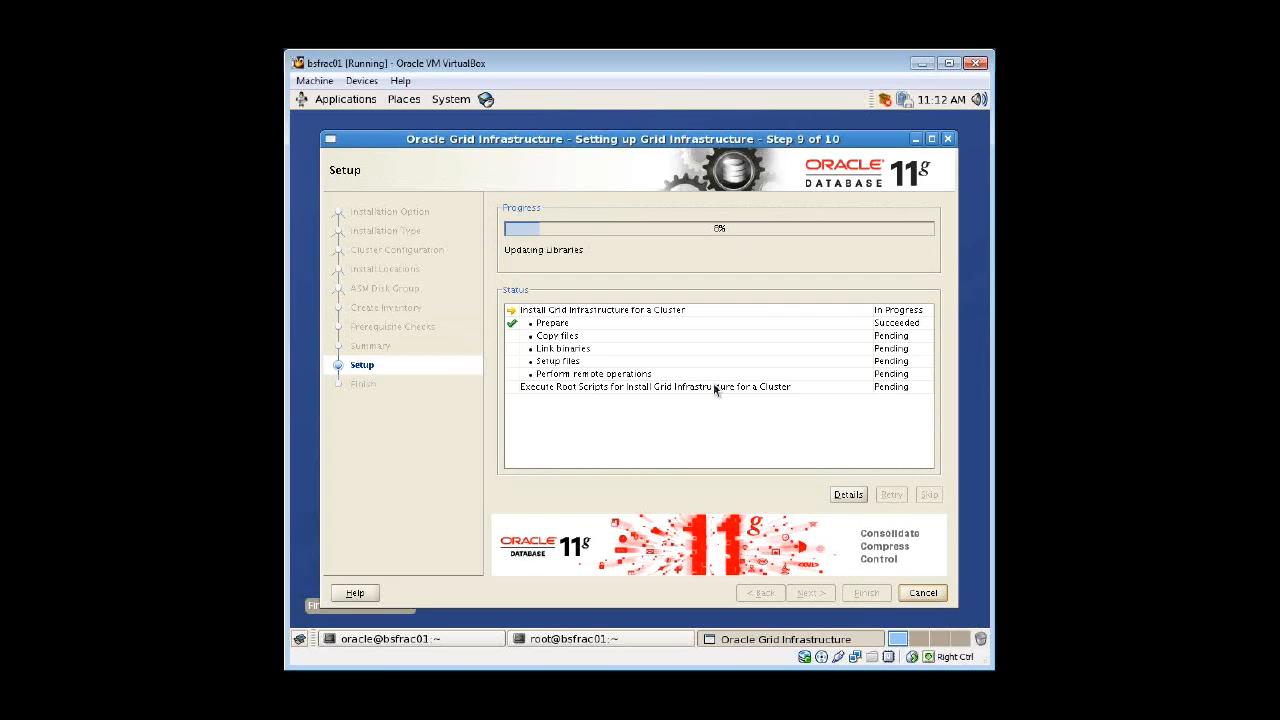 bsfrac01 [Running] - Oracle VM VirtualBox
Machine Devices Help
Applications Places System 11:12 AM
Oracle Grid Infrastructure - Setting up Grid Infrastructure - Step 9 of 10
Setup
ORACLE DATABASE 11g
Installation Option
Installation Type
Cluster Configuration
Install Locations
ASM Disk Group
Create Inventory
Prerequisite Checks
Summary
Setup
Finish
Progress
Updating Libraries
Status
Install Grid Infrastructure for a Cluster In Progress
• Prepare Succeeded
• Copy files Pending
• Link binaries Pending
• Setup files Pending
• Perform remote operations Pending
Execute Root Scripts for Install Grid Infrastructure for a Cluster Pending
Details Retry Skip
ORACLE DATABASE 11g
11g
Consolidate
Compress
Control
Help < Back Next > Finish Cancel
oracle@bsfrac01:~ root@bsfrac01:~ Oracle Grid Infrastructure
Right Ctrl